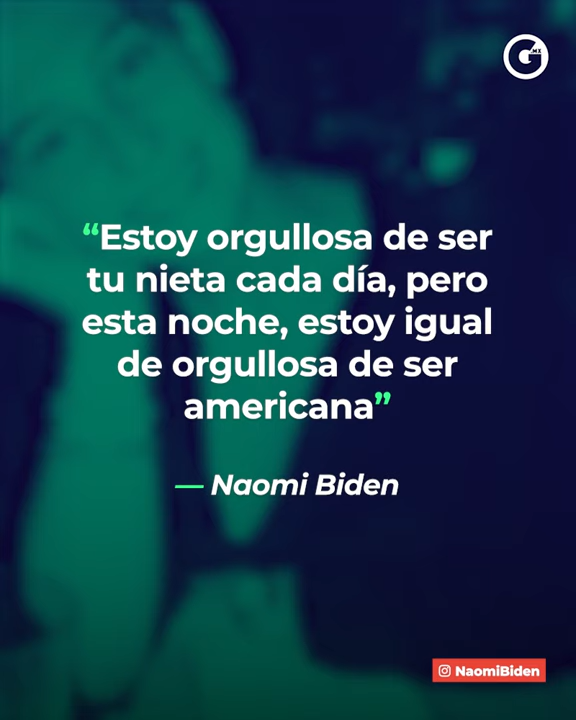 G MX
“Estoy orgullosa de ser
tu nieta cada día, pero
esta noche, estoy igual
de orgullosa de ser
americana”
— Naomi Biden
NaomiBiden